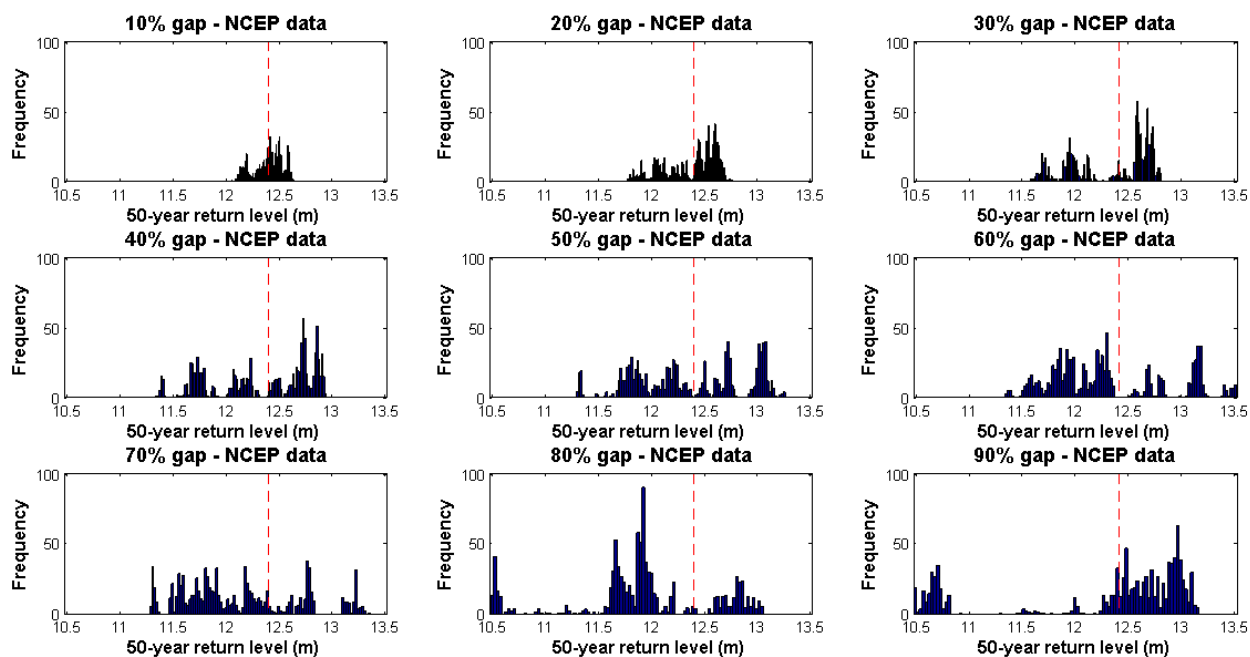 10% gap - NCEP data
20% gap - NCEP data
30% gap - NCEP data
100
50
0
Frequency
10.5 11 11.5 12 12.5 13 13.5
50-year return level (m)
100
50
0
Frequency
10.5 11 11.5 12 12.5 13 13.5
50-year return level (m)
100
50
0
Frequency
10.5 11 11.5 12 12.5 13 13.5
50-year return level (m)
40% gap - NCEP data
50% gap - NCEP data
60% gap - NCEP data
100
50
0
Frequency
10.5 11 11.5 12 12.5 13 13.5
50-year return level (m)
100
50
0
Frequency
10.5 11 11.5 12 12.5 13 13.5
50-year return level (m)
100
50
0
Frequency
10.5 11 11.5 12 12.5 13 13.5
50-year return level (m)
70% gap - NCEP data
80% gap - NCEP data
90% gap - NCEP data
100
50
0
Frequency
10.5 11 11.5 12 12.5 13 13.5
50-year return level (m)
100
50
0
Frequency
10.5 11 11.5 12 12.5 13 13.5
50-year return level (m)
100
50
0
Frequency
10.5 11 11.5 12 12.5 13 13.5
50-year return level (m)